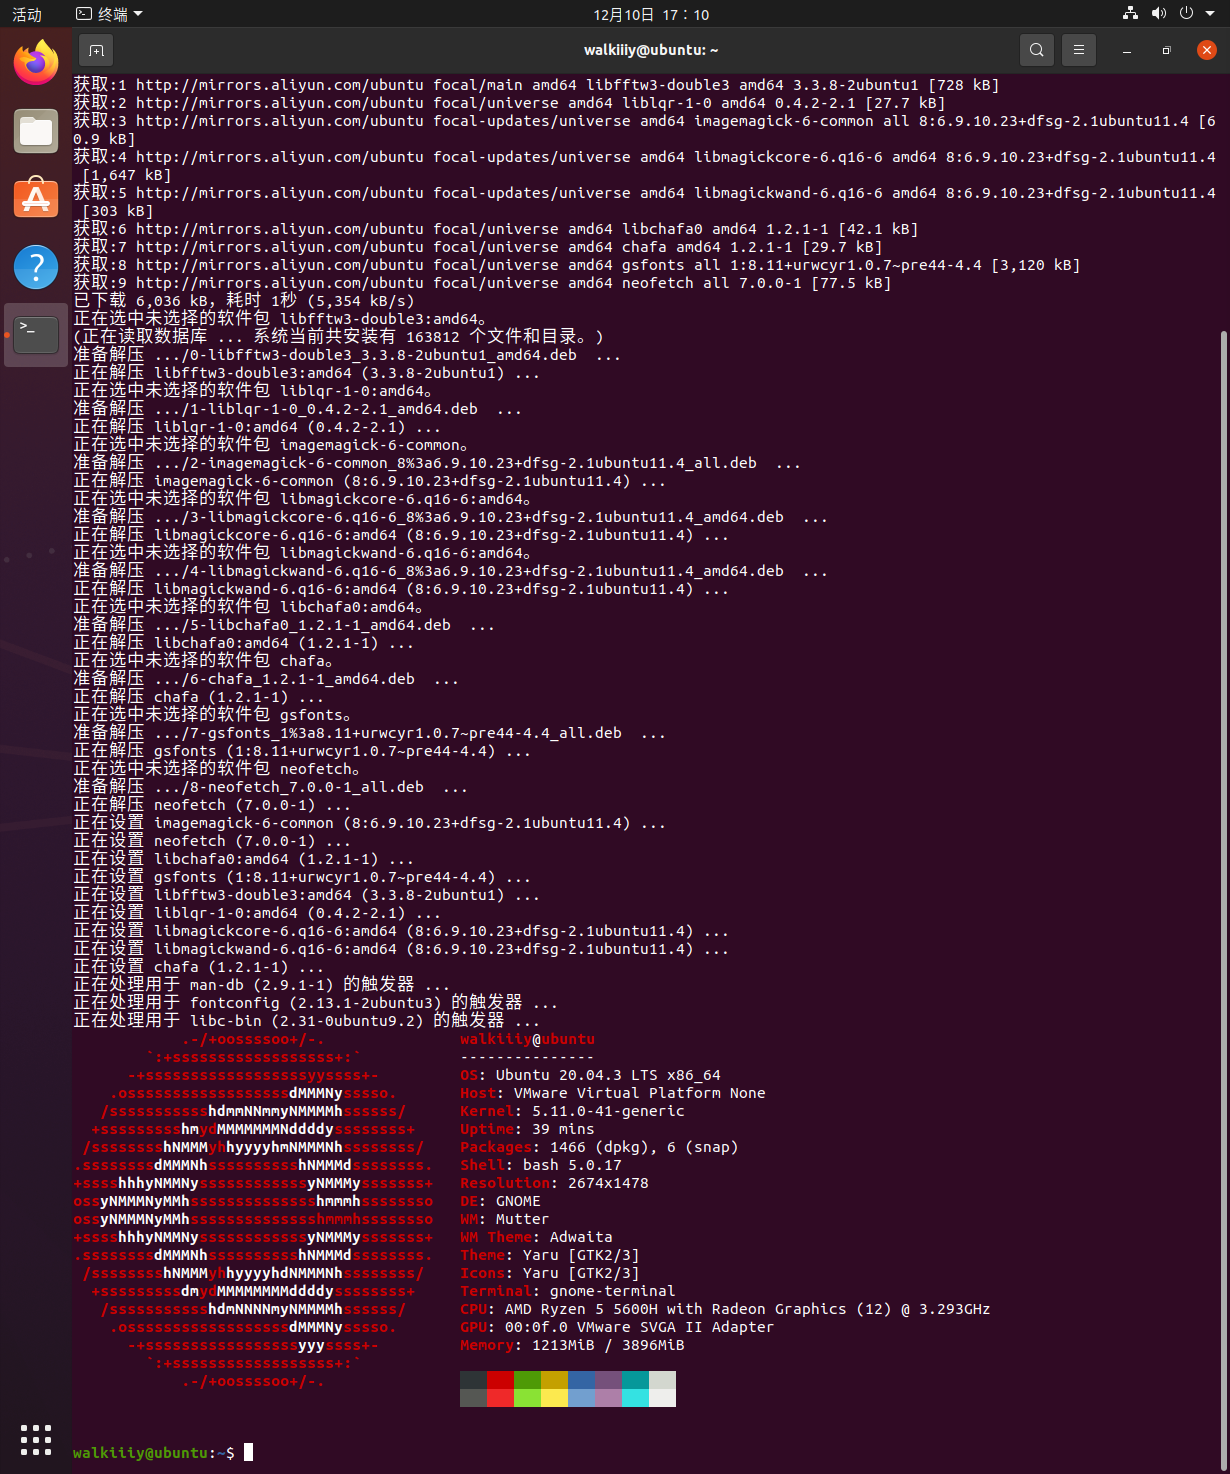 活动 终端 12月10日 17：10
walkiiiy@ubuntu: ~
获取:1 http://mirrors.aliyun.com/ubuntu focal/main amd64 libfftw3-double3 amd64 3.3.8-2ubuntu1 [728 kB]
获取:2 http://mirrors.aliyun.com/ubuntu focal/universe amd64 liblqr-1-0 amd64 0.4.2-2.1 [27.7 kB]
获取:3 http://mirrors.aliyun.com/ubuntu focal-updates/universe amd64 imagemagick-6-common all 8:6.9.10.23+dfsg-2.1ubuntu11.4 [6
0.9 kB]
获取:4 http://mirrors.aliyun.com/ubuntu focal-updates/universe amd64 libmagickcore-6.q16-6 amd64 8:6.9.10.23+dfsg-2.1ubuntu11.4
 [1,647 kB]
获取:5 http://mirrors.aliyun.com/ubuntu focal-updates/universe amd64 libmagickwand-6.q16-6 amd64 8:6.9.10.23+dfsg-2.1ubuntu11.4
 [303 kB]
获取:6 http://mirrors.aliyun.com/ubuntu focal/universe amd64 libchafa0 amd64 1.2.1-1 [42.1 kB]
获取:7 http://mirrors.aliyun.com/ubuntu focal/universe amd64 chafa amd64 1.2.1-1 [29.7 kB]
获取:8 http://mirrors.aliyun.com/ubuntu focal/universe amd64 gsfonts all 1:8.11+urwcyr1.0.7~pre44-4.4 [3,120 kB]
获取:9 http://mirrors.aliyun.com/ubuntu focal/universe amd64 neofetch all 7.0.0-1 [77.5 kB]
已下载 6,036 kB，耗时 1秒 (5,354 kB/s)
正在选中未选择的软件包 libfftw3-double3:amd64。
(正在读取数据库 ... 系统当前共安装有 163812 个文件和目录。)
准备解压 .../0-libfftw3-double3_3.3.8-2ubuntu1_amd64.deb  ...
正在解压 libfftw3-double3:amd64 (3.3.8-2ubuntu1) ...
正在选中未选择的软件包 liblqr-1-0:amd64。
准备解压 .../1-liblqr-1-0_0.4.2-2.1_amd64.deb  ...
正在解压 liblqr-1-0:amd64 (0.4.2-2.1) ...
正在选中未选择的软件包 imagemagick-6-common。
准备解压 .../2-imagemagick-6-common_8%3a6.9.10.23+dfsg-2.1ubuntu11.4_all.deb  ...
正在解压 imagemagick-6-common (8:6.9.10.23+dfsg-2.1ubuntu11.4) ...
正在选中未选择的软件包 libmagickcore-6.q16-6:amd64。
准备解压 .../3-libmagickcore-6.q16-6_8%3a6.9.10.23+dfsg-2.1ubuntu11.4_amd64.deb  ...
正在解压 libmagickcore-6.q16-6:amd64 (8:6.9.10.23+dfsg-2.1ubuntu11.4) ...
正在选中未选择的软件包 libmagickwand-6.q16-6:amd64。
准备解压 .../4-libmagickwand-6.q16-6_8%3a6.9.10.23+dfsg-2.1ubuntu11.4_amd64.deb  ...
正在解压 libmagickwand-6.q16-6:amd64 (8:6.9.10.23+dfsg-2.1ubuntu11.4) ...
正在选中未选择的软件包 libchafa0:amd64。
准备解压 .../5-libchafa0_1.2.1-1_amd64.deb  ...
正在解压 libchafa0:amd64 (1.2.1-1) ...
正在选中未选择的软件包 chafa。
准备解压 .../6-chafa_1.2.1-1_amd64.deb  ...
正在解压 chafa (1.2.1-1) ...
正在选中未选择的软件包 gsfonts。
准备解压 .../7-gsfonts_1%3a8.11+urwcyr1.0.7~pre44-4.4_all.deb  ...
正在解压 gsfonts (1:8.11+urwcyr1.0.7~pre44-4.4) ...
正在选中未选择的软件包 neofetch。
准备解压 .../8-neofetch_7.0.0-1_all.deb  ...
正在解压 neofetch (7.0.0-1) ...
正在设置 imagemagick-6-common (8:6.9.10.23+dfsg-2.1ubuntu11.4) ...
正在设置 neofetch (7.0.0-1) ...
正在设置 libchafa0:amd64 (1.2.1-1) ...
正在设置 gsfonts (1:8.11+urwcyr1.0.7~pre44-4.4) ...
正在设置 libfftw3-double3:amd64 (3.3.8-2ubuntu1) ...
正在设置 liblqr-1-0:amd64 (0.4.2-2.1) ...
正在设置 libmagickcore-6.q16-6:amd64 (8:6.9.10.23+dfsg-2.1ubuntu11.4) ...
正在设置 libmagickwand-6.q16-6:amd64 (8:6.9.10.23+dfsg-2.1ubuntu11.4) ...
正在设置 chafa (1.2.1-1) ...
正在处理用于 man-db (2.9.1-1) 的触发器 ...
正在处理用于 fontconfig (2.13.1-2ubuntu3) 的触发器 ...
正在处理用于 libc-bin (2.31-0ubuntu9.2) 的触发器 ...
            .-/+oossssoo+/-.               walkiiiy@ubuntu
        `:+ssssssssssssssssss+:`           ---------------
      -+ssssssssssssssssssyyssss+-         OS: Ubuntu 20.04.3 LTS x86_64
    .ossssssssssssssssssdMMMNysssso.       Host: VMware Virtual Platform None
   /ssssssssssshdmmNNmmyNMMMMhssssss/      Kernel: 5.11.0-41-generic
  +ssssssssshmydMMMMMMMNddddyssssssss+     Uptime: 39 mins
 /sssssssshNMMMyhhyyyyhmNMMMNhssssssss/    Packages: 1466 (dpkg), 6 (snap)
.ssssssssdMMMNhsssssssssshNMMMdssssssss.   Shell: bash 5.0.17
+sssshhhyNMMNyssssssssssssyNMMMysssssss+   Resolution: 2674x1478
ossyNMMMNyMMhsssssssssssssshmmmhssssssso   DE: GNOME
ossyNMMMNyMMhsssssssssssssshmmmhssssssso   WM: Mutter
+sssshhhyNMMNyssssssssssssyNMMMysssssss+   WM Theme: Adwaita
.ssssssssdMMMNhsssssssssshNMMMdssssssss.   Theme: Yaru [GTK2/3]
 /sssssssshNMMMyhhyyyyhdNMMMNhssssssss/    Icons: Yaru [GTK2/3]
  +sssssssssdmydMMMMMMMMddddyssssssss+     Terminal: gnome-terminal
   /ssssssssssshdmNNNNmyNMMMMhssssss/      CPU: AMD Ryzen 5 5600H with Radeon Graphics (12) @ 3.293GHz
    .ossssssssssssssssssdMMMNysssso.       GPU: 00:0f.0 VMware SVGA II Adapter
      -+sssssssssssssssssyyyssss+-         Memory: 1213MiB / 3896MiB
        `:+ssssssssssssssssss+:`
            .-/+oossssoo+/-.
walkiiiy@ubuntu:~$